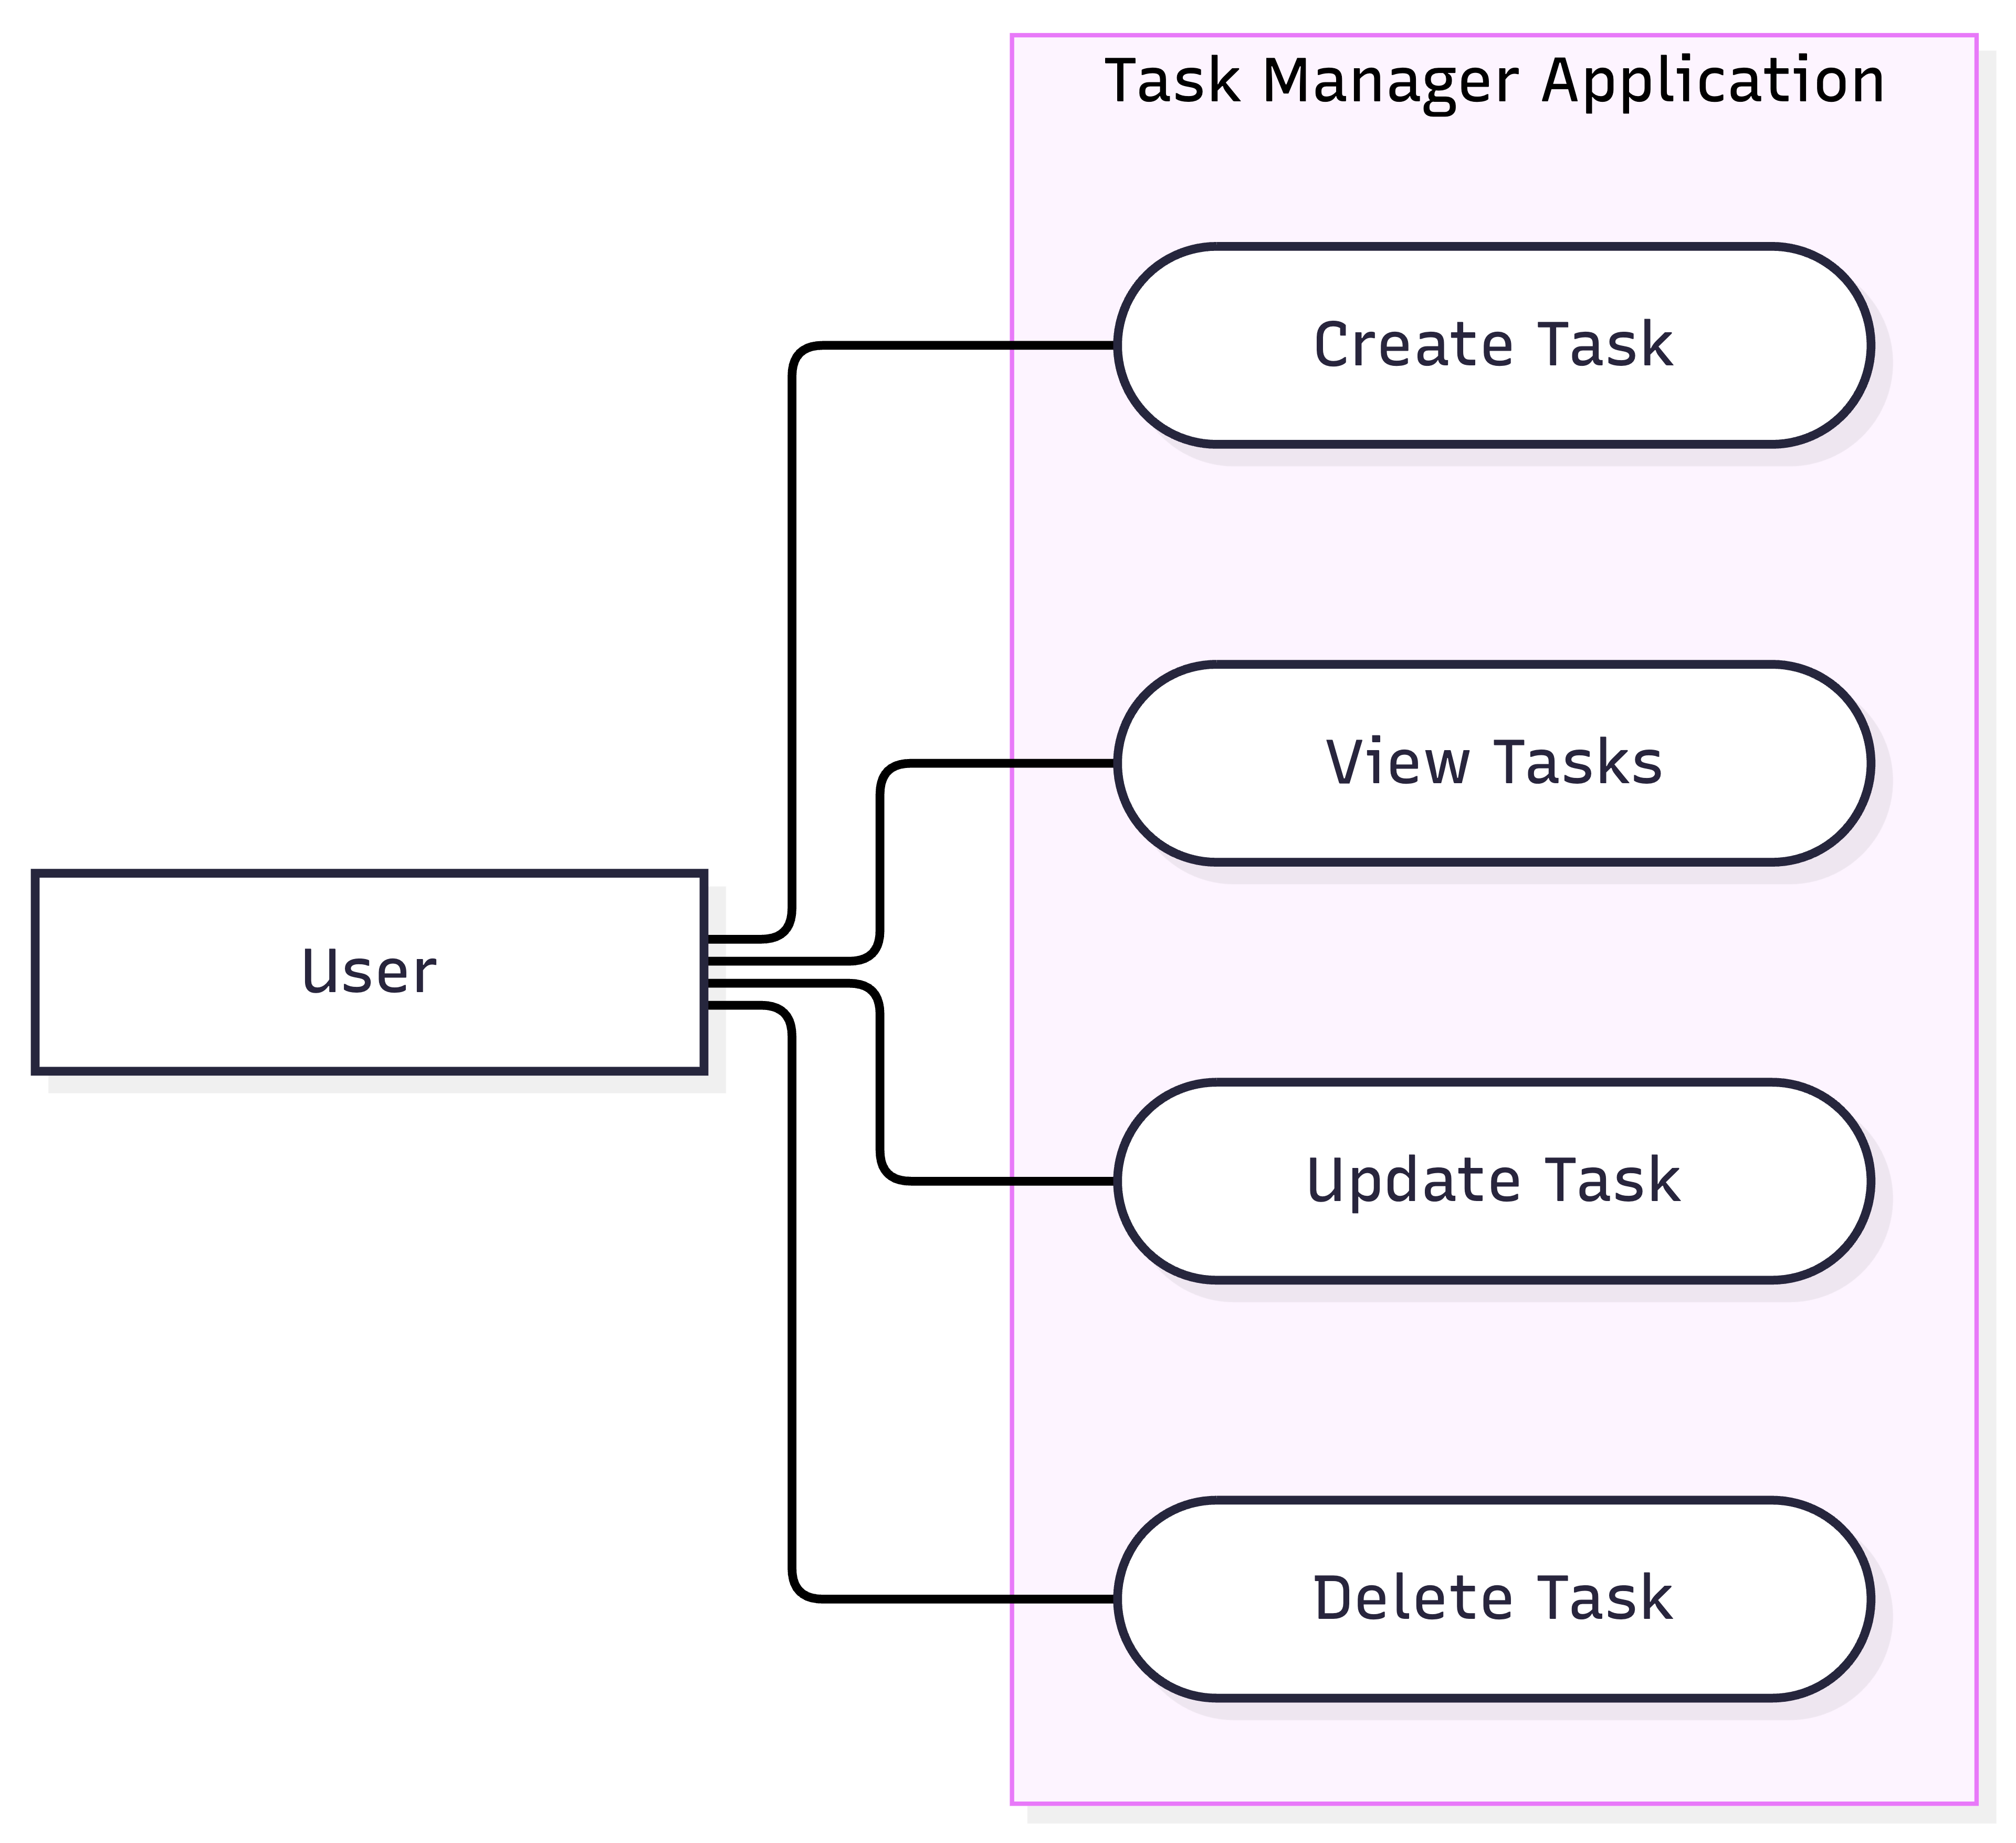 Task Manager Application
Create Task
View Tasks
User
Update Task
Delete Task